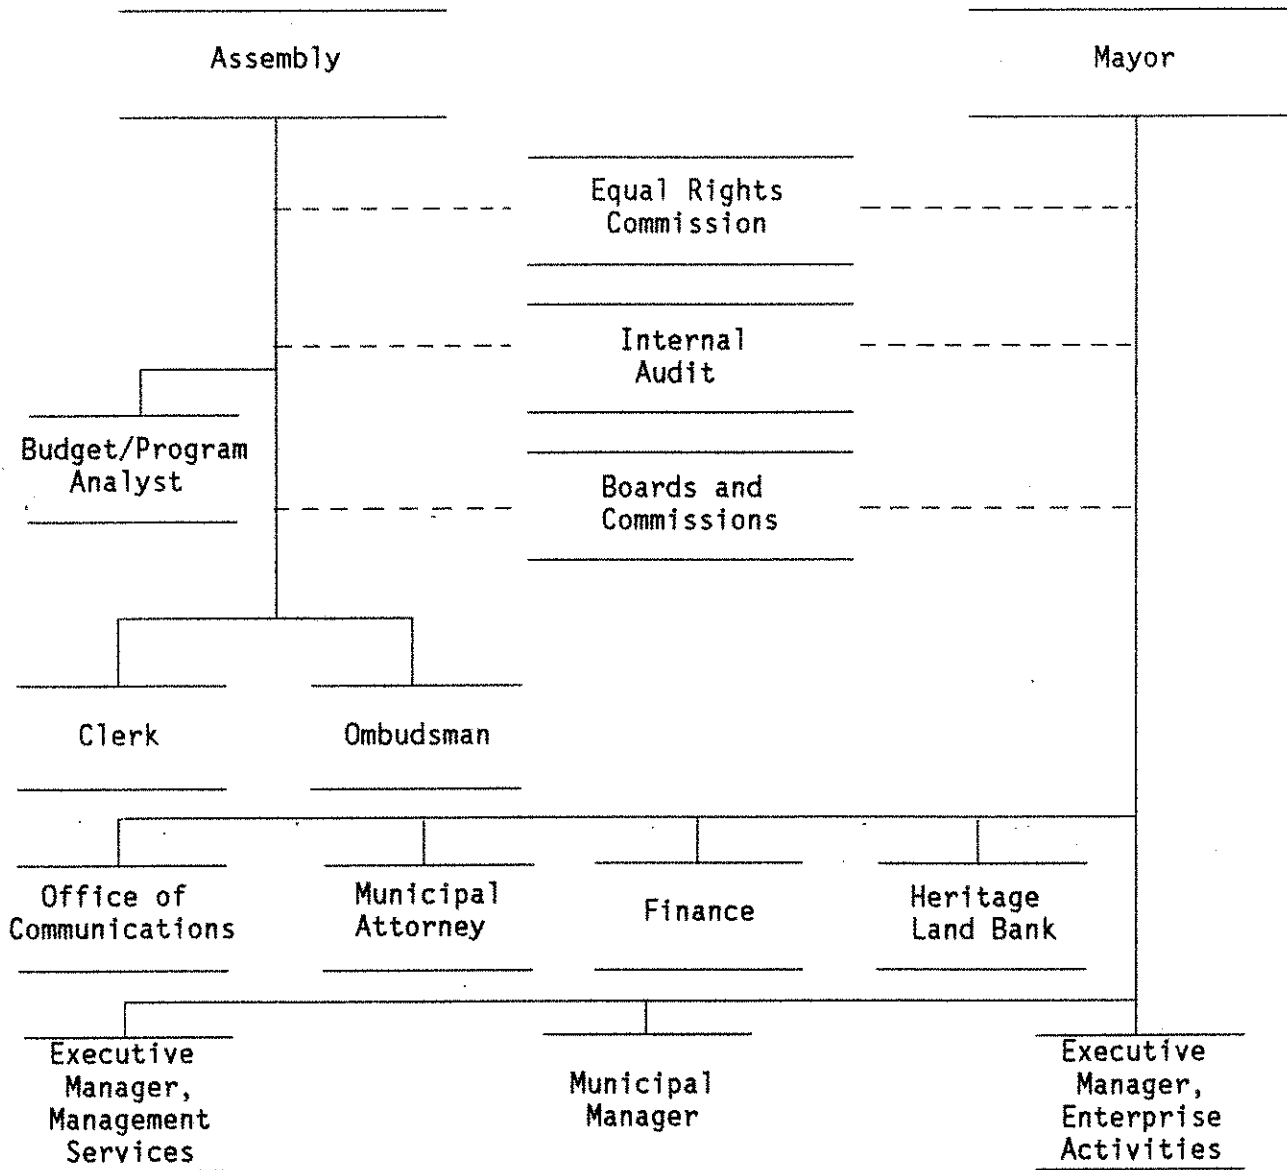 Assembly
Mayor
Equal Rights
Commission
Internal
Audit
Budget/Program
Analyst
Boards and
Commissions
Clerk
Ombudsman
Office of
Communications
Municipal
Attorney
Finance
Heritage
Land Bank
Executive
Manager,
Management
Services
Municipal
Manager
Executive
Manager,
Enterprise
Activities